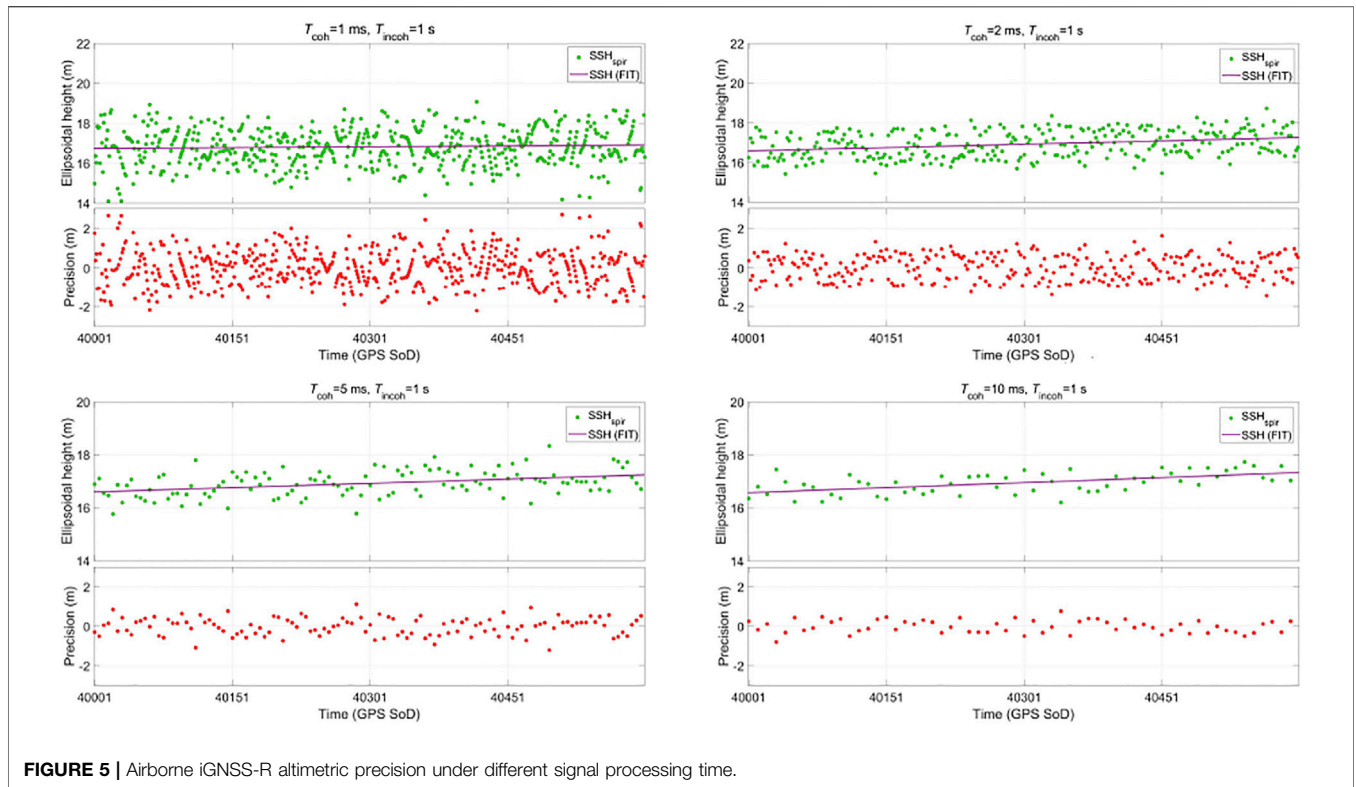 T_coh=1 ms, T_incoh=1 s
22
20
18
16
14
Ellipsoidal height (m)
SSH_spir
SSH (FIT)
2
0
-2
Precision (m)
40001 40151 40301 40451
Time (GPS SoD)
T_coh=2 ms, T_incoh=1 s
22
20
18
16
14
Ellipsoidal height (m)
SSH_spir
SSH (FIT)
2
0
-2
Precision (m)
40001 40151 40301 40451
Time (GPS SoD)
T_coh=5 ms, T_incoh=1 s
20
18
16
14
Ellipsoidal height (m)
SSH_spir
SSH (FIT)
2
0
-2
Precision (m)
40001 40151 40301 40451
Time (GPS SoD)
T_coh=10 ms, T_incoh=1 s
20
18
16
14
Ellipsoidal height (m)
SSH_spir
SSH (FIT)
2
0
-2
Precision (m)
40001 40151 40301 40451
Time (GPS SoD)
FIGURE 5 | Airborne iGNSS-R altimetric precision under different signal processing time.